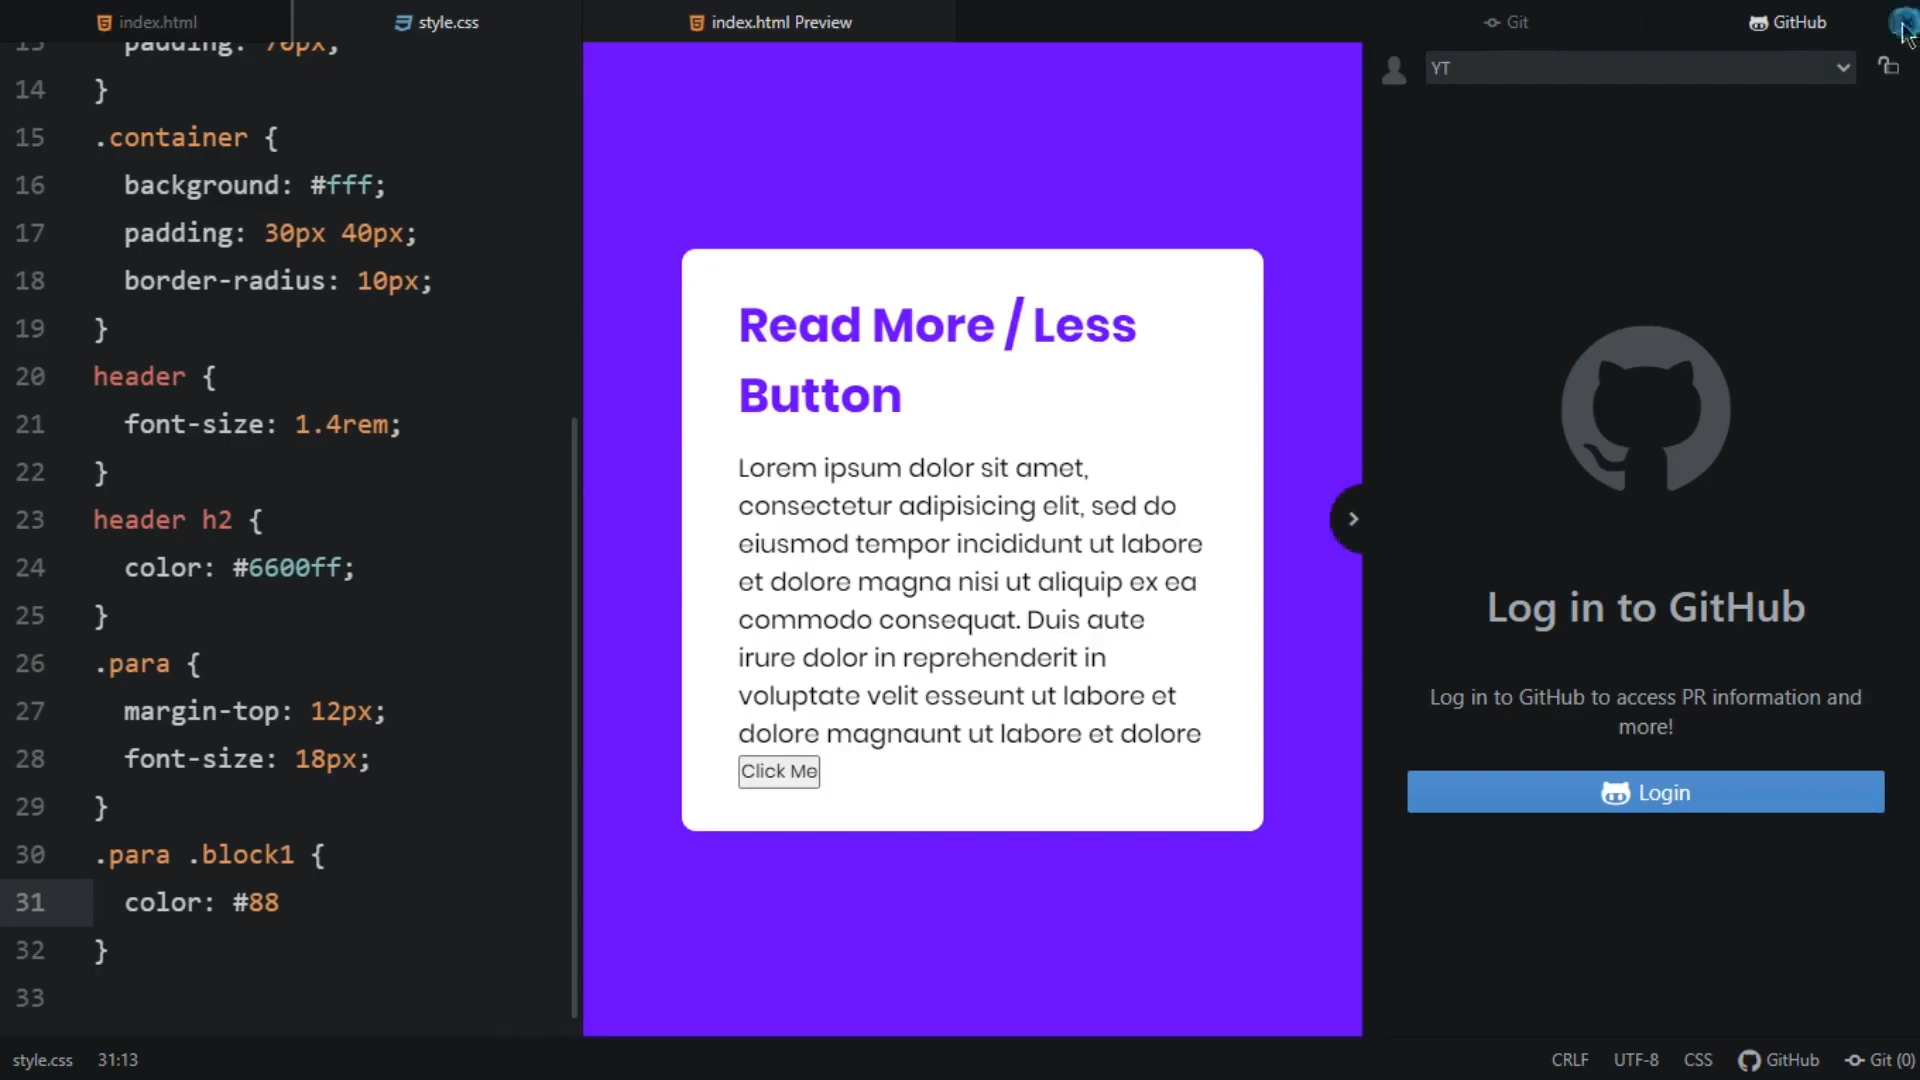 index.html
style.css
index.html Preview
Git
GitHub
YT
13 padding: 70px;
14 }
15 .container {
16 background: #fff;
17 padding: 30px 40px;
18 border-radius: 10px;
19 }
20 header {
21 font-size: 1.4rem;
22 }
23 header h2 {
24 color: #6600ff;
25 }
26 .para {
27 margin-top: 12px;
28 font-size: 18px;
29 }
30 .para .block1 {
31 color: #88
32 }
33
Read More / Less
Button
Lorem ipsum dolor sit amet,
consectetur adipisicing elit, sed do
eiusmod tempor incididunt ut labore
et dolore magna nisi ut aliquip ex ea
commodo consequat. Duis aute
irure dolor in reprehenderit in
voluptate velit esseunt ut labore et
dolore magnaunt ut labore et dolore
Click Me
Log in to GitHub
Log in to GitHub to access PR information and
more!
Login
style.css 31:13
CRLF UTF-8 CSS GitHub Git (0)